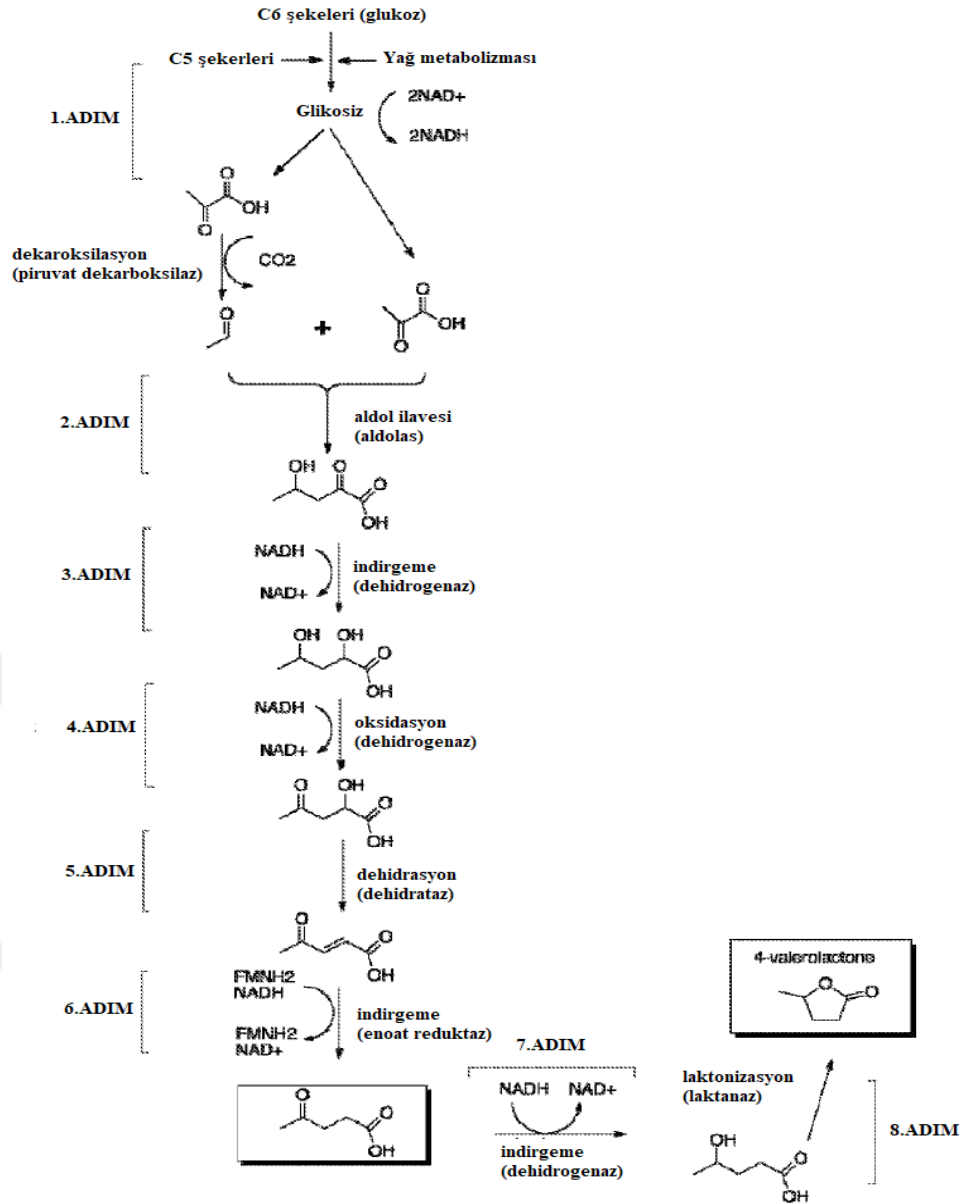 C6 şekeleri (glukoz)
C5 şekerleri
Yağ metabolizması
1.ADIM
Glikosiz
2NAD+
2NADH
O
OH
O
dekaroksilasyon
(piruvat dekarboksilaz)
CO2
O
+
O
OH
O
2.ADIM
aldol ilavesi
(aldolas)
OH O
O
OH
3.ADIM
NADH
NAD+
indirgeme
(dehidrogenaz)
OH OH
O
OH
4.ADIM
NADH
NAD+
oksidasyon
(dehidrogenaz)
O OH
O
OH
5.ADIM
dehidrasyon
(dehidrataz)
O
O
OH
6.ADIM
FMNH2
NADH
FMNH2
NAD+
indirgeme
(enoat reduktaz)
O
O
OH
7.ADIM
NADH NAD+
indirgeme
(dehidrogenaz)
OH
O
OH
laktonizasyon
(laktanaz)
8.ADIM
4-valerolactone
O
O